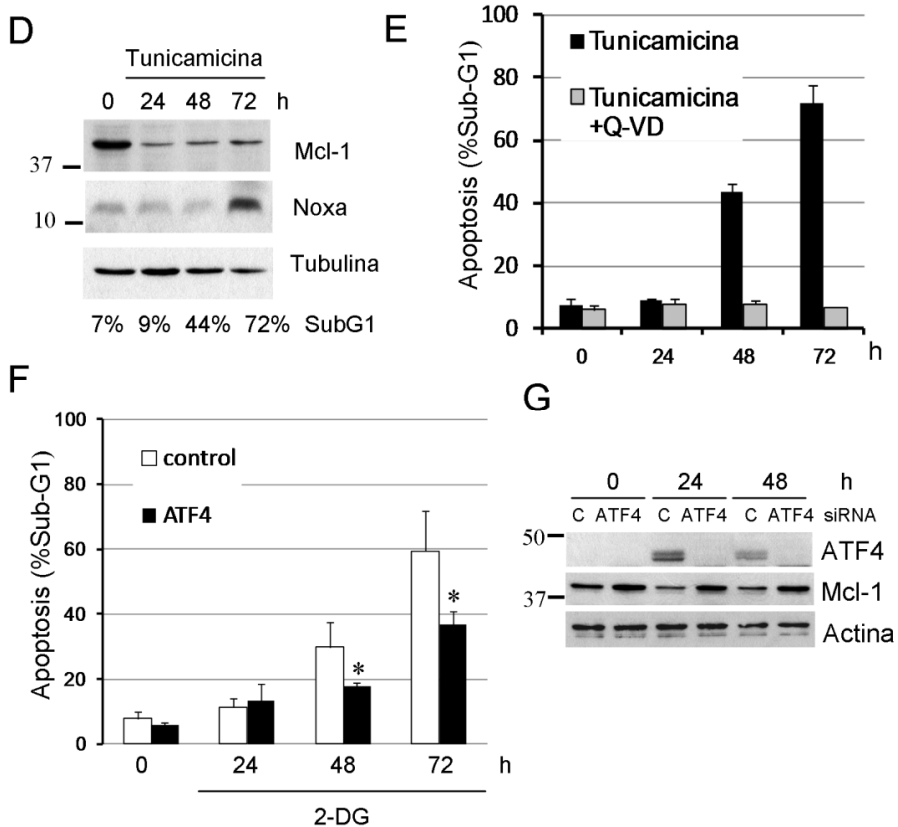 D
Tunicamicina
0 24 48 72 h
37
Mcl-1
10
Noxa
Tubulina
7% 9% 44% 72% SubG1
E
Apoptosis (%Sub-G1)
100
80
60
40
20
0
Tunicamicina
Tunicamicina
+Q-VD
0 24 48 72 h
F
Apoptosis (%Sub-G1)
100
80
60
40
20
0
control
ATF4
*
*
0 24 48 72 h
2-DG
G
0 24 48 h
C ATF4 C ATF4 C ATF4 siRNA
50
ATF4
37
Mcl-1
Actina